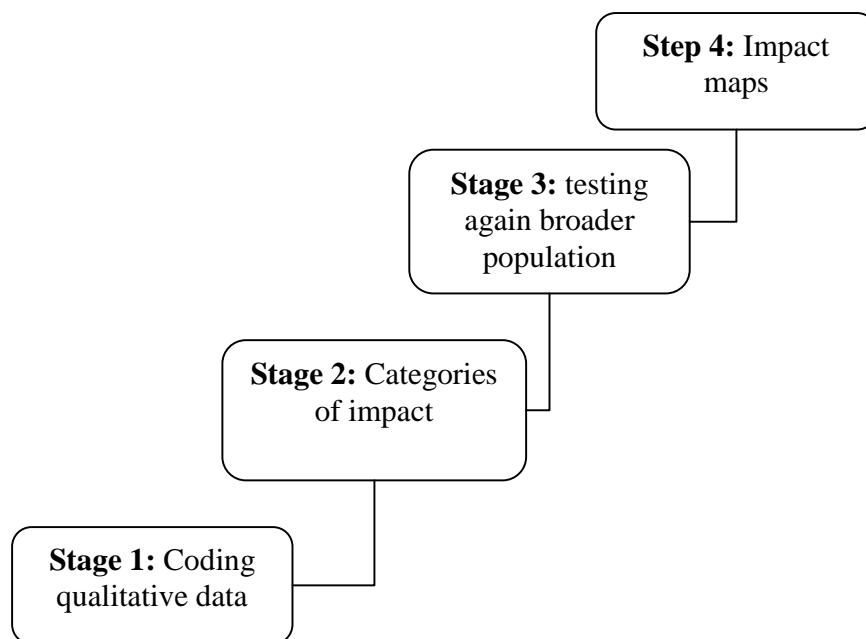 Step 4: Impact
maps
Stage 3: testing
again broader
population
Stage 2: Categories
of impact
Stage 1: Coding
qualitative data